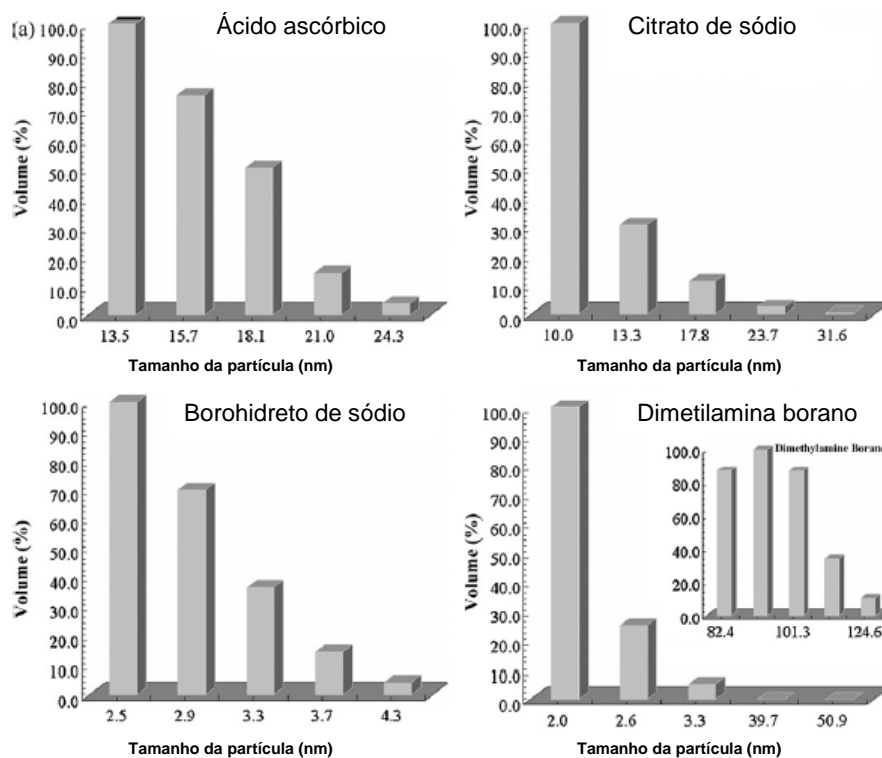 (a)
Ácido ascórbico
Volume (%)
100.0
90.0
80.0
70.0
60.0
50.0
40.0
30.0
20.0
10.0
0.0
13.5 15.7 18.1 21.0 24.3
Tamanho da partícula (nm)
Citrato de sódio
Volume (%)
100.0
90.0
80.0
70.0
60.0
50.0
40.0
30.0
20.0
10.0
0.0
10.0 13.3 17.8 23.7 31.6
Tamanho da partícula (nm)
Borohidreto de sódio
Volume (%)
100.0
90.0
80.0
70.0
60.0
50.0
40.0
30.0
20.0
10.0
0.0
2.5 2.9 3.3 3.7 4.3
Tamanho da partícula (nm)
Dimetilamina borano
Volume (%)
100.0
90.0
80.0
70.0
60.0
50.0
40.0
30.0
20.0
10.0
0.0
2.0 2.6 3.3 39.7 50.9
Tamanho da partícula (nm)
Dimethylamine Borane
100.0
80.0
60.0
40.0
20.0
0.0
82.4 101.3 124.6